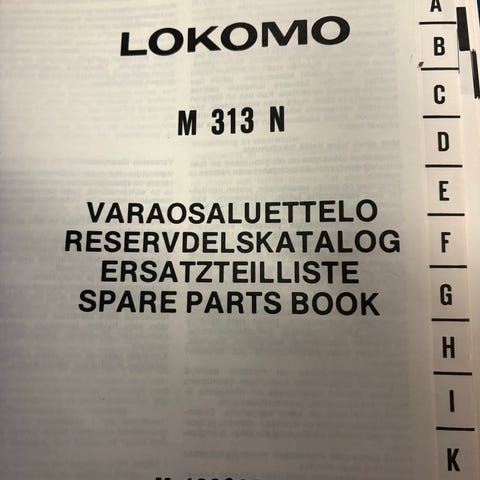 LOKOMO
M 313 N
VARAOSALUETTELO
RESERVDELSKATALOG
ERSATZTEILLISTE
SPARE PARTS BOOK
A
B
C
D
E
F
G
H
I
K